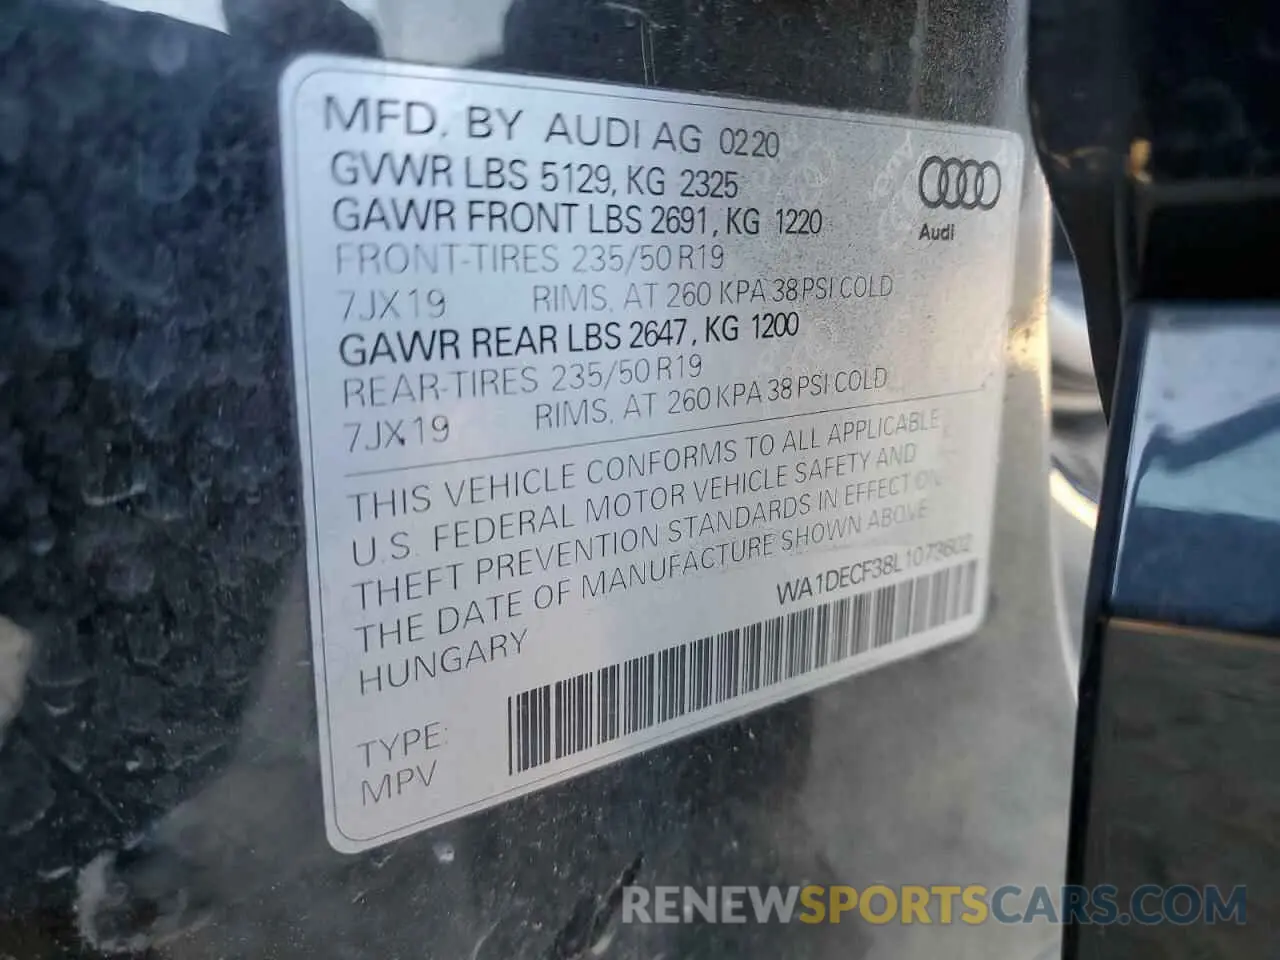 MFD. BY AUDI AG 0220
GVWR LBS 5129, KG 2325
GAWR FRONT LBS 2691, KG 1220
FRONT-TIRES 235/50 R19
7JX19 RIMS, AT 260 KPA 38 PSI COLD
GAWR REAR LBS 2647, KG 1200
REAR-TIRES 235/50 R19
7JX19 RIMS, AT 260 KPA 38 PSI COLD
Audi
THIS VEHICLE CONFORMS TO ALL APPLICABLE
U.S. FEDERAL MOTOR VEHICLE SAFETY AND
THEFT PREVENTION STANDARDS IN EFFECT ON
THE DATE OF MANUFACTURE SHOWN ABOVE
HUNGARY
WA1DECF38L1073602
TYPE:
MPV
RENEWSPORTSCARS.COM